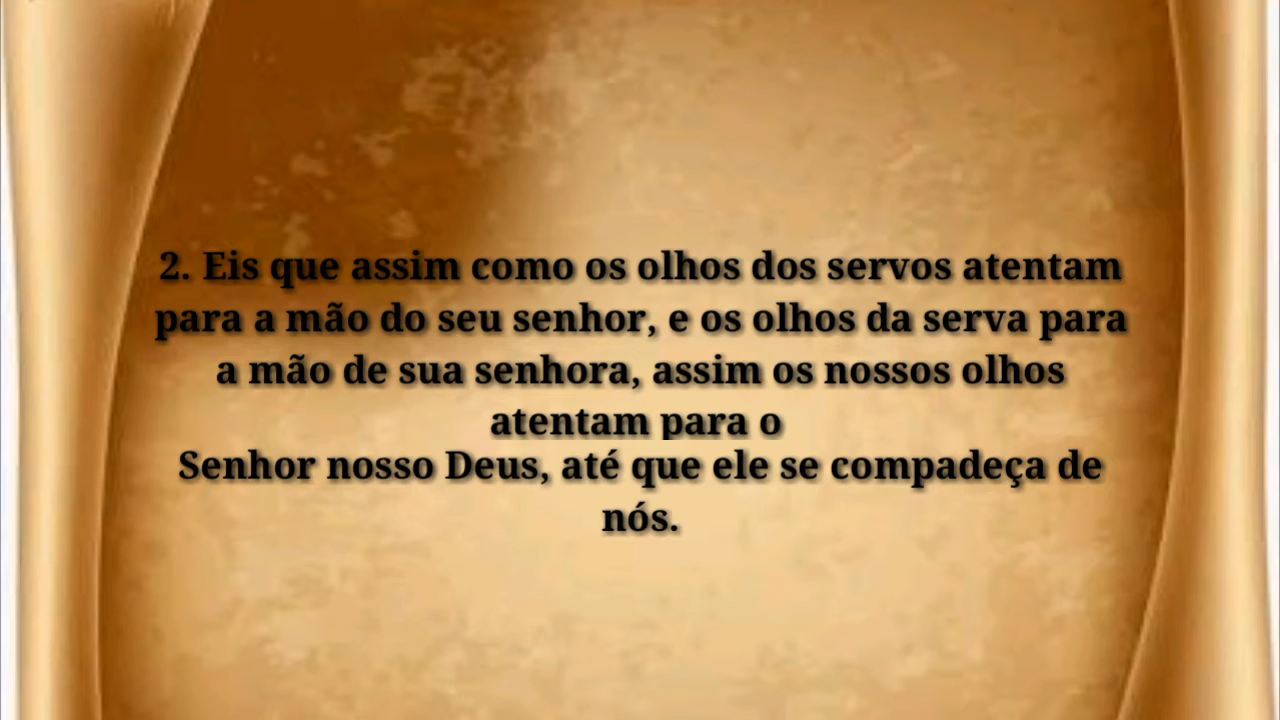 2. Eis que assim como os olhos dos servos atentam
para a mão do seu senhor, e os olhos da serva para
a mão de sua senhora, assim os nossos olhos
atentam para o
Senhor nosso Deus, até que ele se compadeça de
nós.